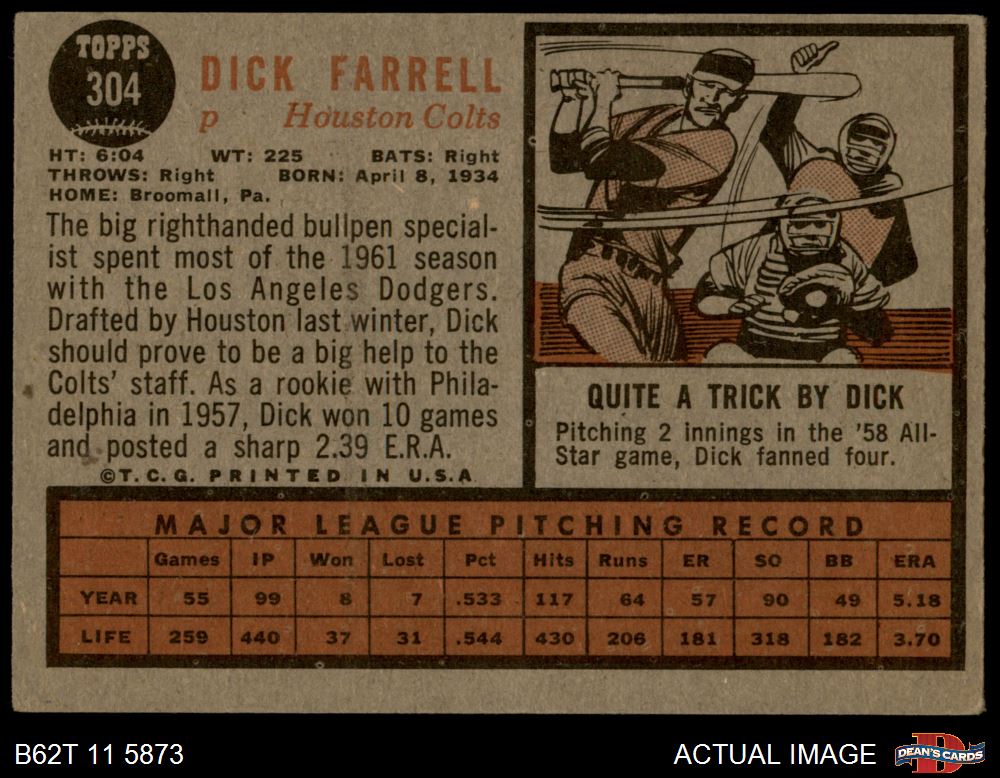 TOPPS
304
DICK FARRELL
p Houston Colts
HT: 6:04 WT: 225 BATS: Right
THROWS: Right BORN: April 8, 1934
HOME: Broomall, Pa.
The big righthanded bullpen special-
ist spent most of the 1961 season
with the Los Angeles Dodgers.
Drafted by Houston last winter, Dick
should prove to be a big help to the
Colts' staff. As a rookie with Phila-
delphia in 1957, Dick won 10 games
and posted a sharp 2.39 E.R.A.
©T.C.G. PRINTED IN U.S.A
QUITE A TRICK BY DICK
Pitching 2 innings in the '58 All-
Star game, Dick fanned four.
MAJOR LEAGUE PITCHING RECORD
Games IP Won Lost Pct Hits Runs ER SO BB ERA
YEAR 55 99 8 7 .533 117 64 57 90 49 5.18
LIFE 259 440 37 31 .544 430 206 181 318 182 3.70
B62T 11 5873 ACTUAL IMAGE
D
DEAN'S CARDS